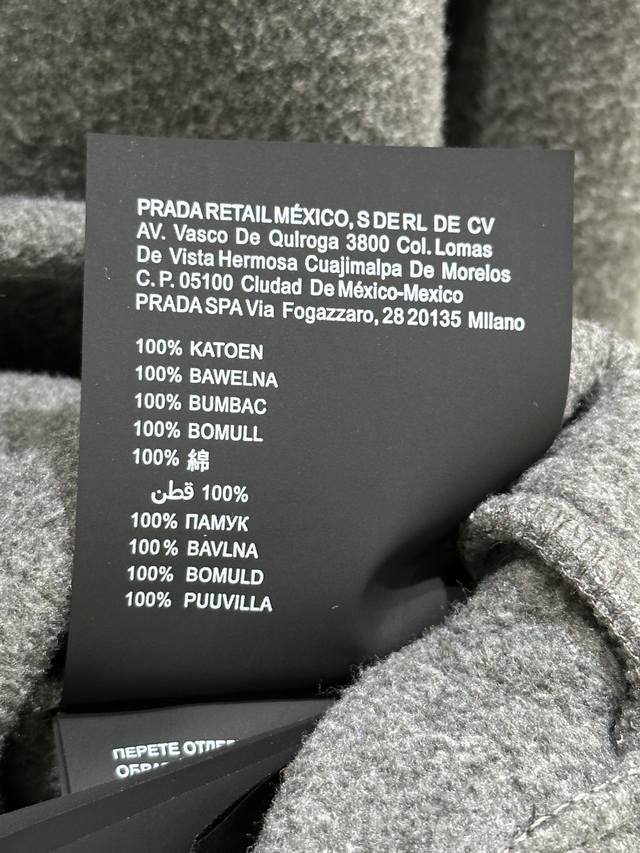 PRADA RETAIL MÉXICO, S DE RL DE CV
AV. Vasco De Quiroga 3800 Col. Lomas
De Vista Hermosa Cuajimalpa De Morelos
C. P. 05100 Ciudad De México-Mexico
PRADA SPA Via Fogazzaro, 28 20135 Milano
100% KATOEN
100% BAWELNA
100% BUMBAC
100% BOMULL
100% 綿
100% قطن
100% ПАМУК
100% BAVLNA
100% BOMULD
100% PUUVILLA
ПЕРЕТЕ